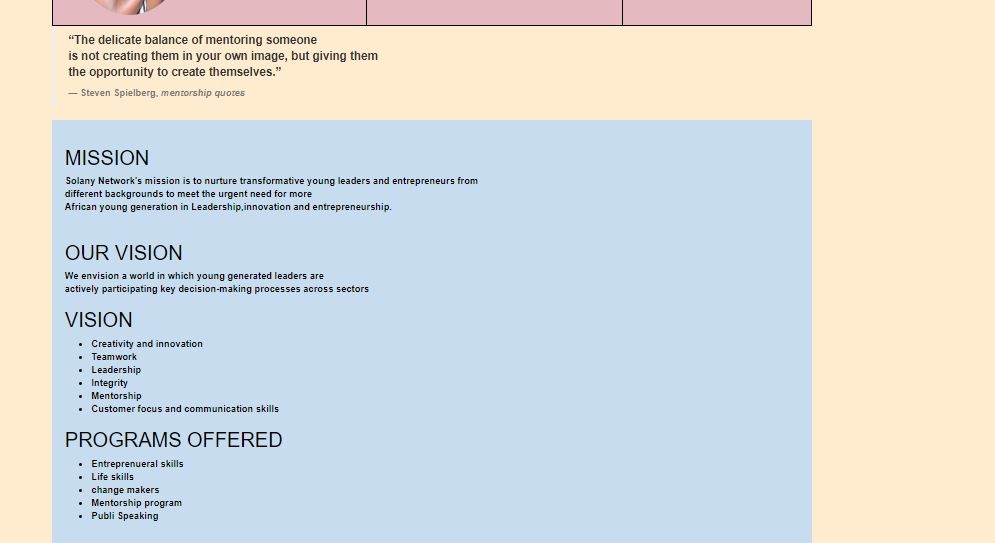 “The delicate balance of mentoring someone
is not creating them in your own image, but giving them
the opportunity to create themselves.”
— Steven Spielberg, mentorship quotes
MISSION
Solany Network's mission is to nurture transformative young leaders and entrepreneurs from
different backgrounds to meet the urgent need for more
African young generation in Leadership,innovation and entrepreneurship.
OUR VISION
We envision a world in which young generated leaders are
actively participating key decision-making processes across sectors
VISION
• Creativity and innovation
• Teamwork
• Leadership
• Integrity
• Mentorship
• Customer focus and communication skills
PROGRAMS OFFERED
• Entreprenueral skills
• Life skills
• change makers
• Mentorship program
• Publi Speaking